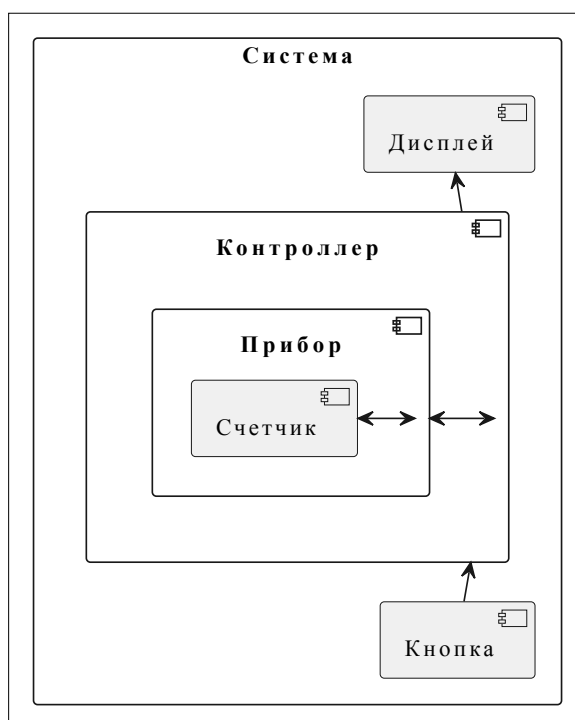 Система
Дисплей
Контроллер
Прибор
Счетчик
Кнопка